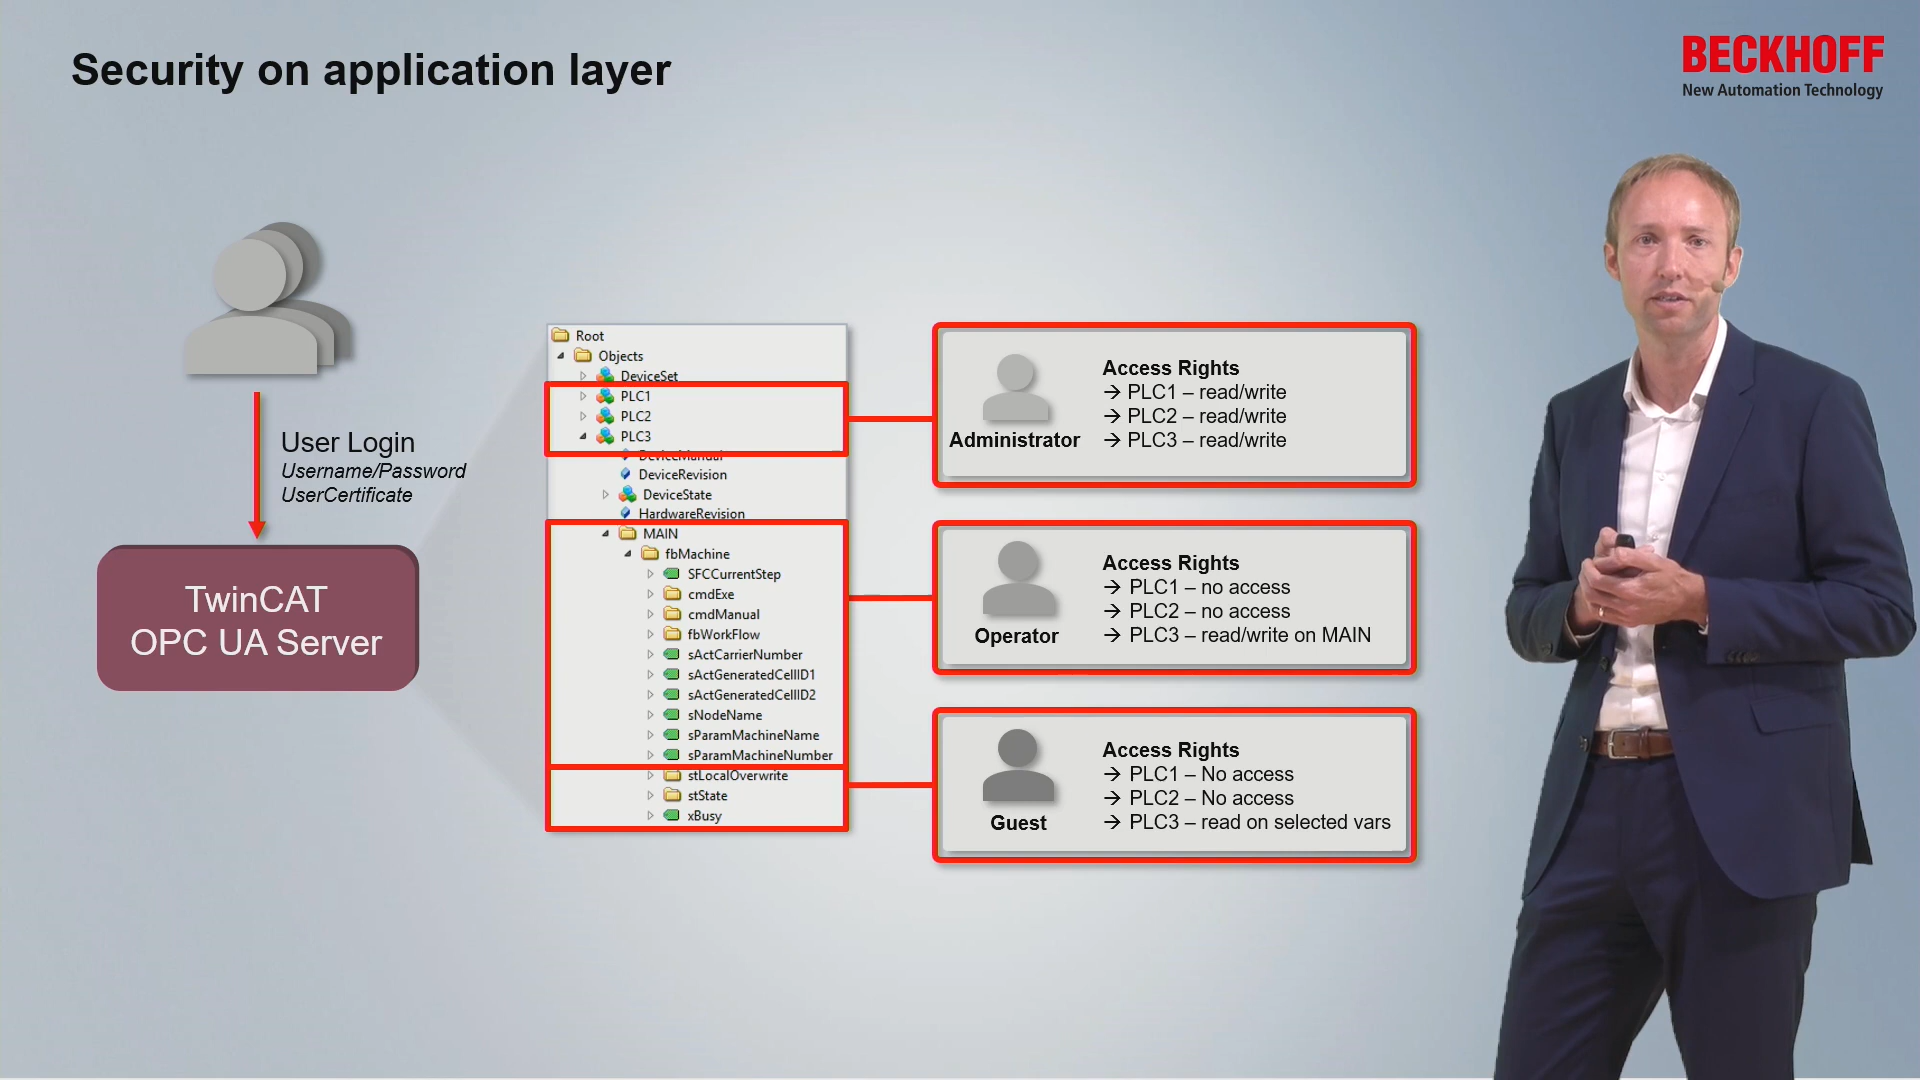 Security on application layer
BECKHOFF
New Automation Technology
User Login
Username/Password
UserCertificate
TwinCAT
OPC UA Server
Root
Objects
DeviceSet
PLC1
PLC2
PLC3
DeviceManual
DeviceRevision
DeviceState
HardwareRevision
MAIN
fbMachine
SFCCurrentStep
cmdExe
cmdManual
fbWorkFlow
sActCarrierNumber
sActGeneratedCellID1
sActGeneratedCellID2
sNodeName
sParamMachineName
sParamMachineNumber
stLocalOverwrite
stState
xBusy
Administrator
Access Rights
→ PLC1 – read/write
→ PLC2 – read/write
→ PLC3 – read/write
Operator
Access Rights
→ PLC1 – no access
→ PLC2 – no access
→ PLC3 – read/write on MAIN
Guest
Access Rights
→ PLC1 – No access
→ PLC2 – No access
→ PLC3 – read on selected vars